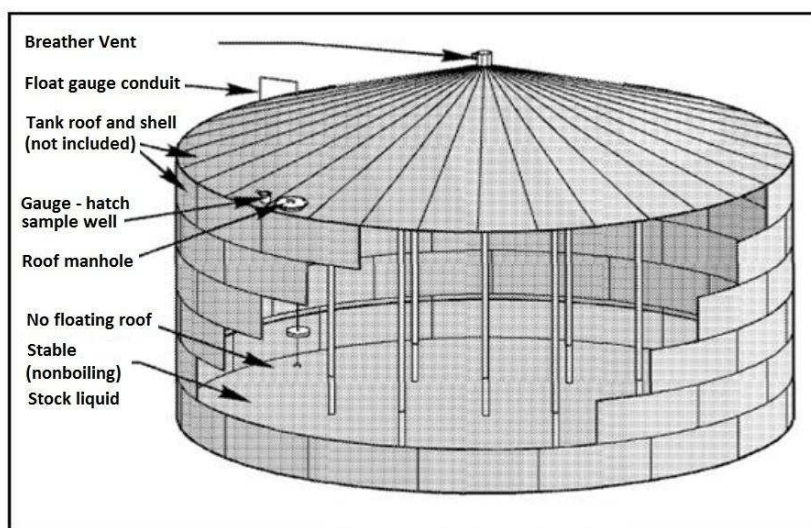 Breather Vent
Float gauge conduit
Tank roof and shell
(not included)
Gauge - hatch
sample well
Roof manhole
No floating roof
Stable
(nonboiling)
Stock liquid